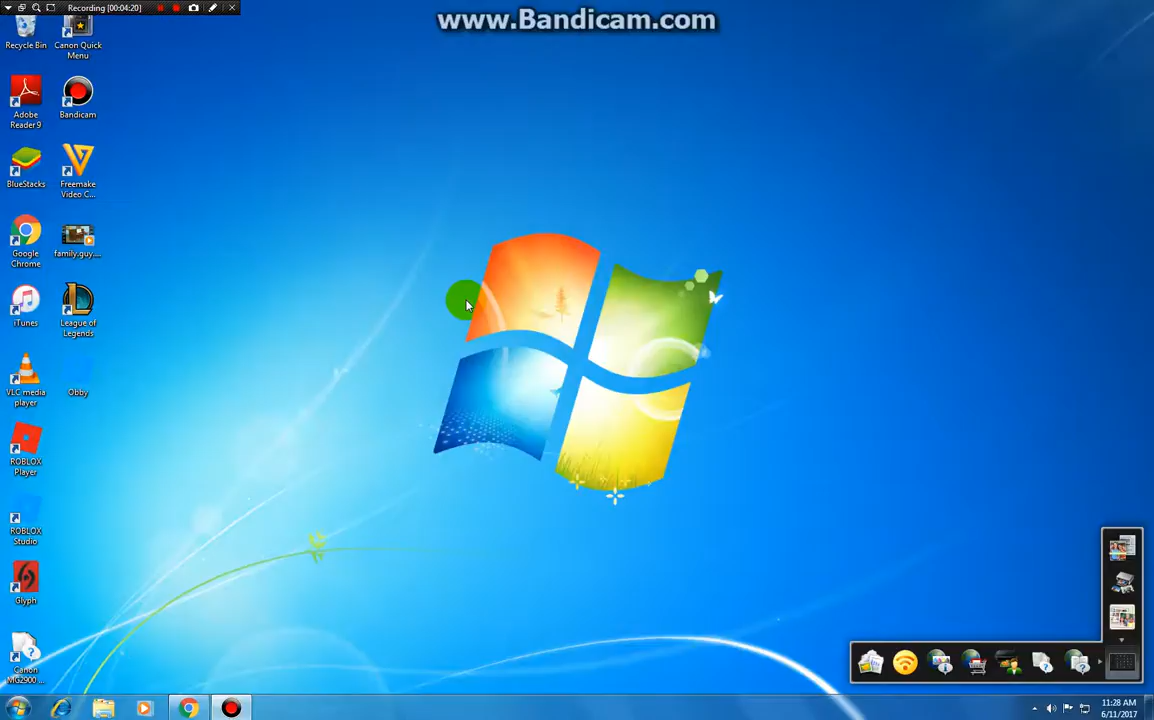 Recording [00:04:20]
www.Bandicam.com
Recycle Bin
Canon Quick
Menu
Adobe
Reader 9
Bandicam
BlueStacks
Freemake
Video C...
Google
Chrome
family.guy....
iTunes
League of
Legends
VLC media
player
Obby
ROBLOX
Player
ROBLOX
Studio
Glyph
Canon
MG2900 ...
11:28 AM
6/11/2017